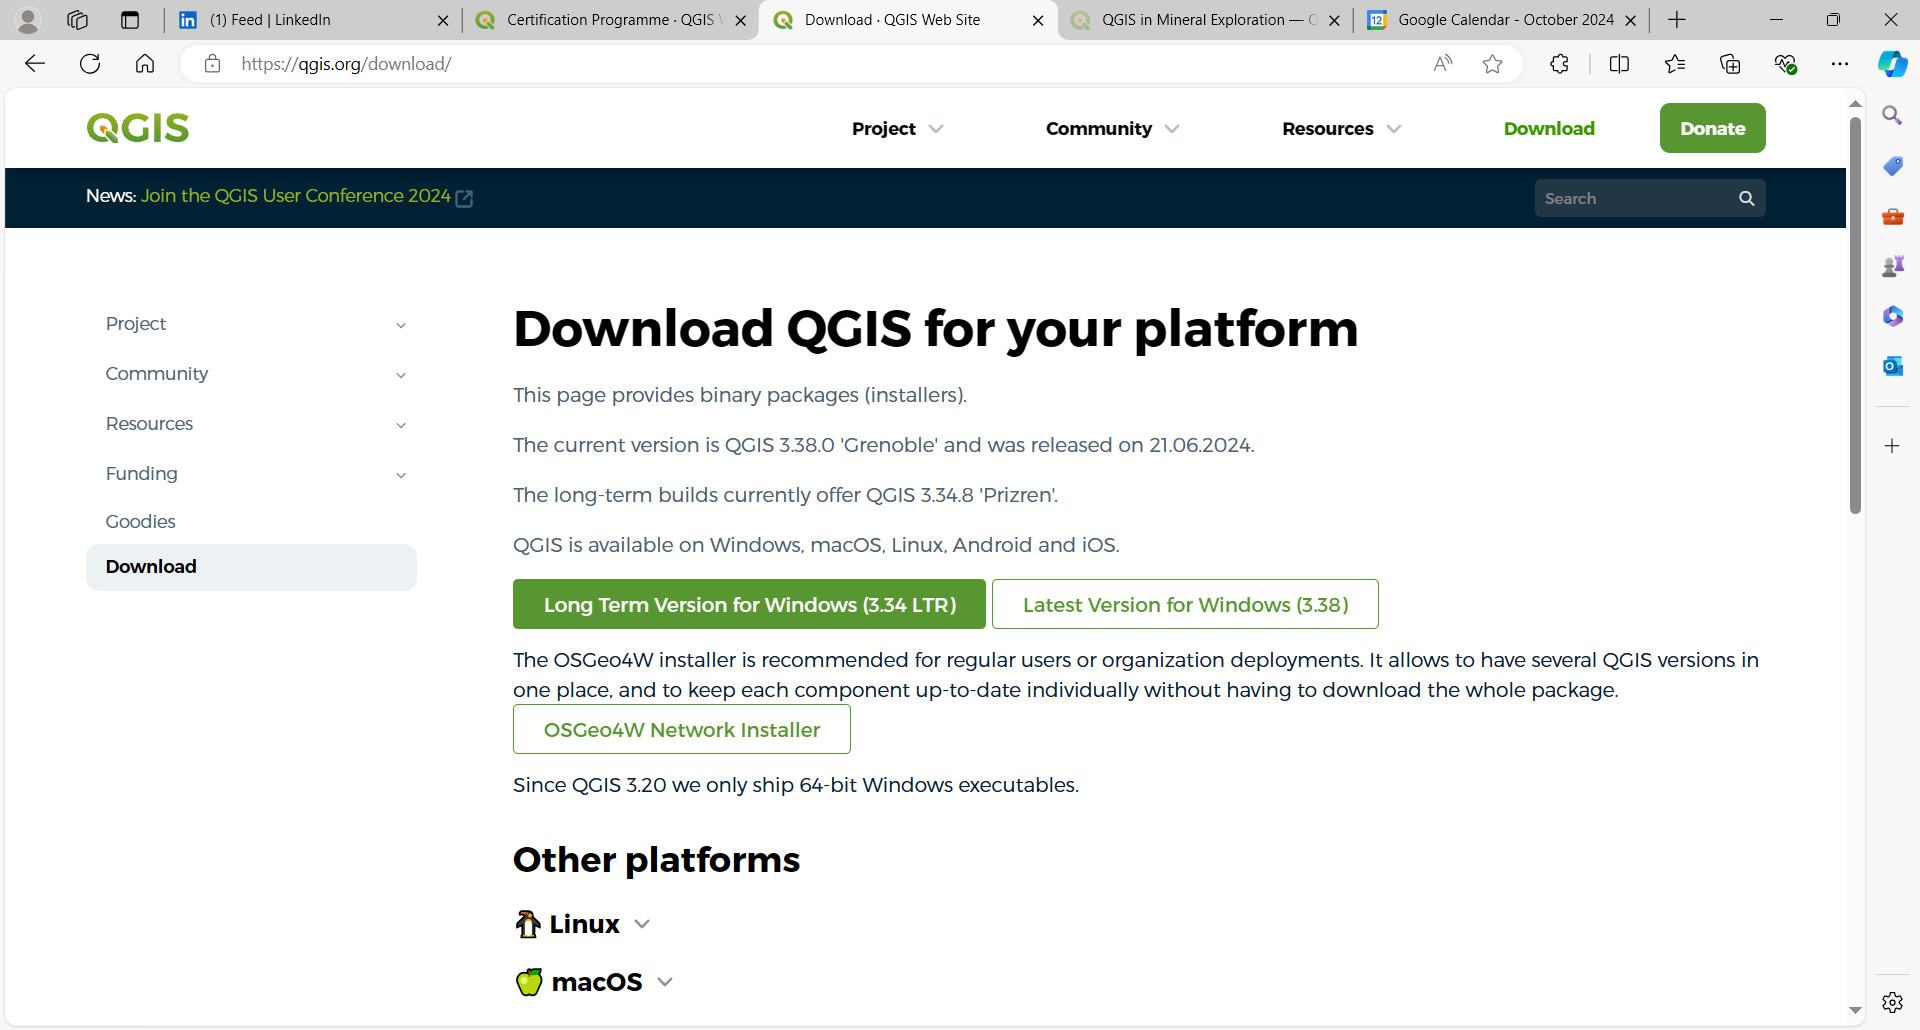 (1) Feed | LinkedIn
Certification Programme · QGIS
Download · QGIS Web Site
QGIS in Mineral Exploration —
12
Google Calendar - October 2024
https://qgis.org/download/
QGIS
Project
Community
Resources
Download
Donate
News: Join the QGIS User Conference 2024
Search
Project
Community
Resources
Funding
Goodies
Download
Download QGIS for your platform
This page provides binary packages (installers).
The current version is QGIS 3.38.0 'Grenoble' and was released on 21.06.2024.
The long-term builds currently offer QGIS 3.34.8 'Prizren'.
QGIS is available on Windows, macOS, Linux, Android and iOS.
Long Term Version for Windows (3.34 LTR)
Latest Version for Windows (3.38)
The OSGeo4W installer is recommended for regular users or organization deployments. It allows to have several QGIS versions in
one place, and to keep each component up-to-date individually without having to download the whole package.
OSGeo4W Network Installer
Since QGIS 3.20 we only ship 64-bit Windows executables.
Other platforms
Linux
macOS